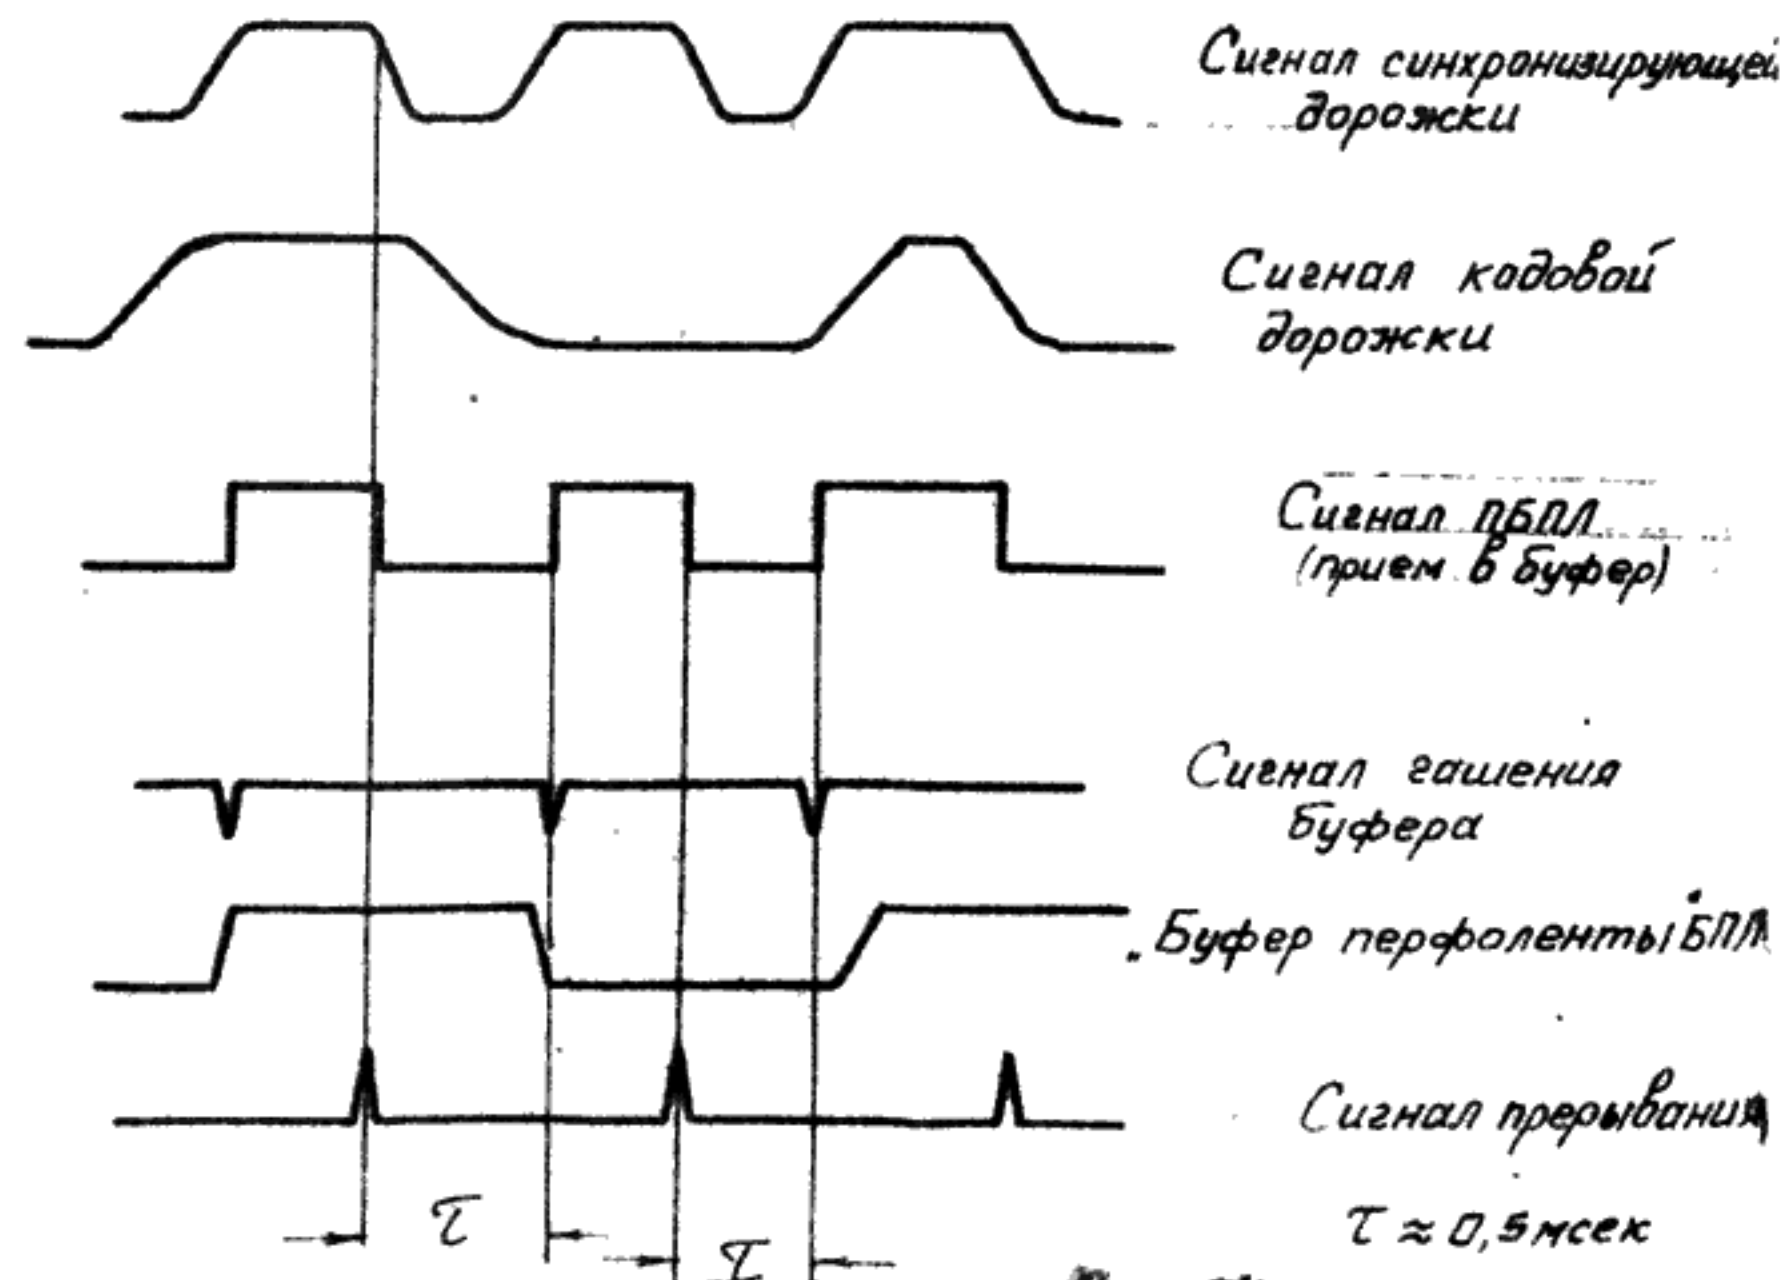 Сигнал синхронизирующей
дорожки
Сигнал кодовой
дорожки
Сигнал ПБПЛ
(прием в буфер)
Сигнал гашения
буфера
Буфер перфоленты БПЛ
Сигнал прерывания
τ
τ ≈ 0,5 мсек
τ